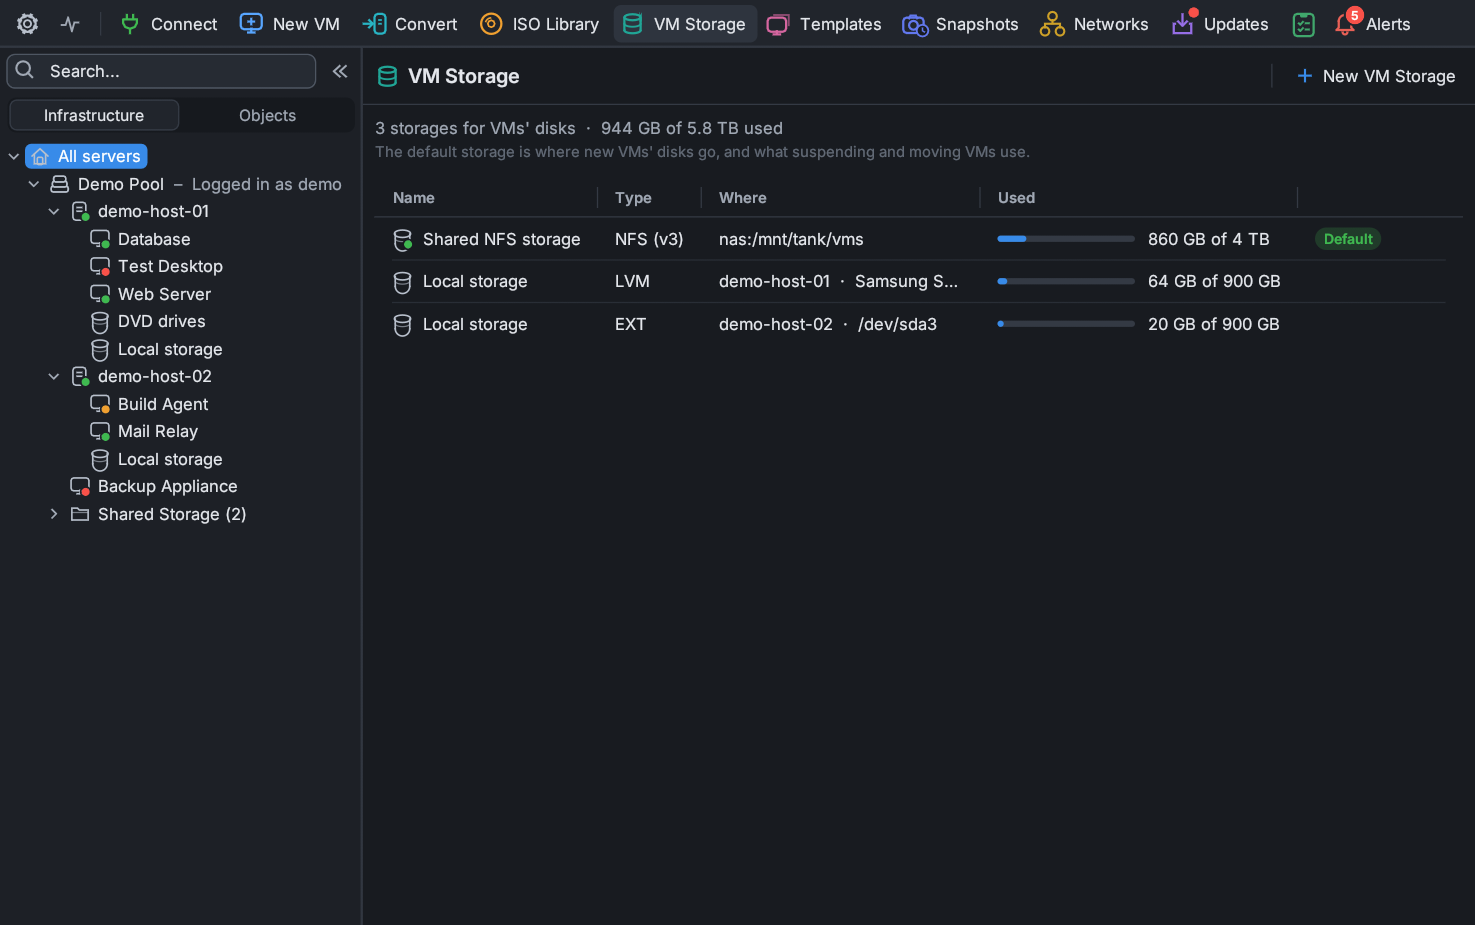 Connect New VM Convert ISO Library VM Storage Templates Snapshots Networks Updates 5 Alerts
Search...
Infrastructure Objects
All servers
Demo Pool – Logged in as demo
demo-host-01
Database
Test Desktop
Web Server
DVD drives
Local storage
demo-host-02
Build Agent
Mail Relay
Local storage
Backup Appliance
Shared Storage (2)
VM Storage
+ New VM Storage
3 storages for VMs' disks · 944 GB of 5.8 TB used
The default storage is where new VMs' disks go, and what suspending and moving VMs use.
Name Type Where Used
Shared NFS storage NFS (v3) nas:/mnt/tank/vms 860 GB of 4 TB Default
Local storage LVM demo-host-01 · Samsung S... 64 GB of 900 GB
Local storage EXT demo-host-02 · /dev/sda3 20 GB of 900 GB